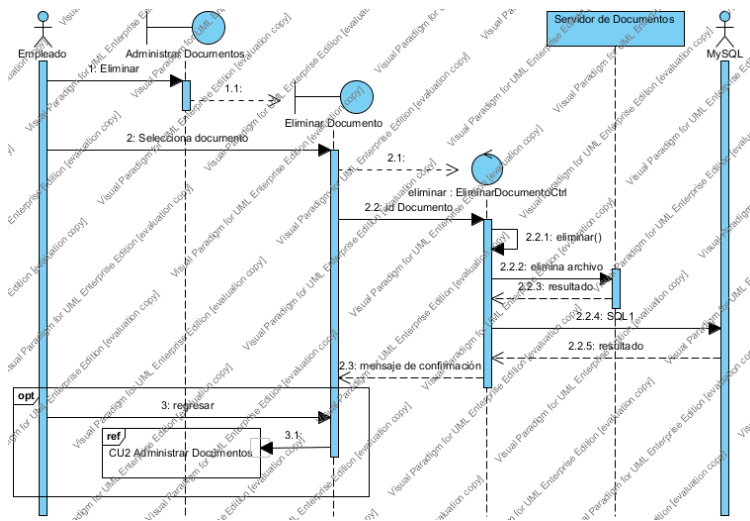 Servidor de Documentos
Empleado
Administrar Documentos
MySQL
1: Eliminar
1.1:
Eliminar Documento
2: Selecciona documento
2.1:
eliminar : EliminarDocumentoCtrl
2.2: id Documento
2.2.1: eliminar()
2.2.2: elimina archivo
2.2.3: resultado
2.2.4: SQL1
2.2.5: resultado
2.3: mensaje de confirmación
opt
3: regresar
ref
3.1:
CU2 Administrar Documentos
Visual Paradigm for UML Enterprise Edition [evaluation copy]